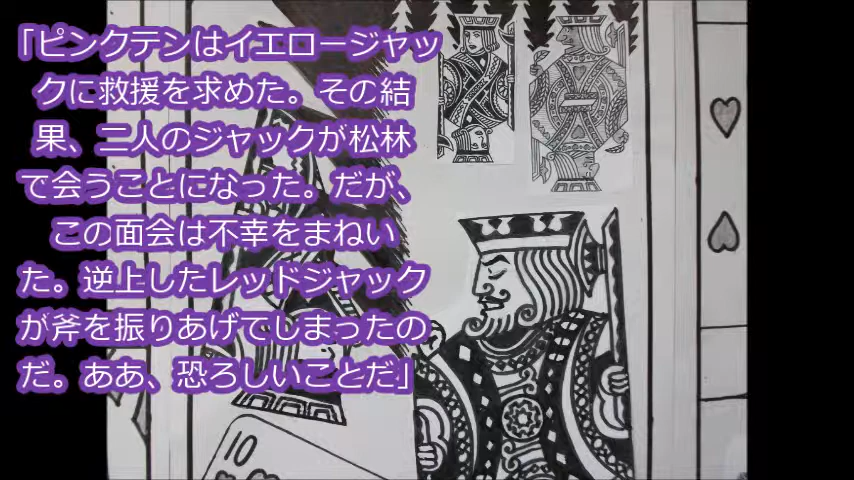 「ピンクテンはイエロージャッ
クに救援を求めた。その結
果、二人のジャックが松林
で会うことになった。だが、
この面会は不幸をまねい
た。逆上したレッドジャック
が斧を振りあげてしまったの
だ。ああ、恐ろしいことだ」
10